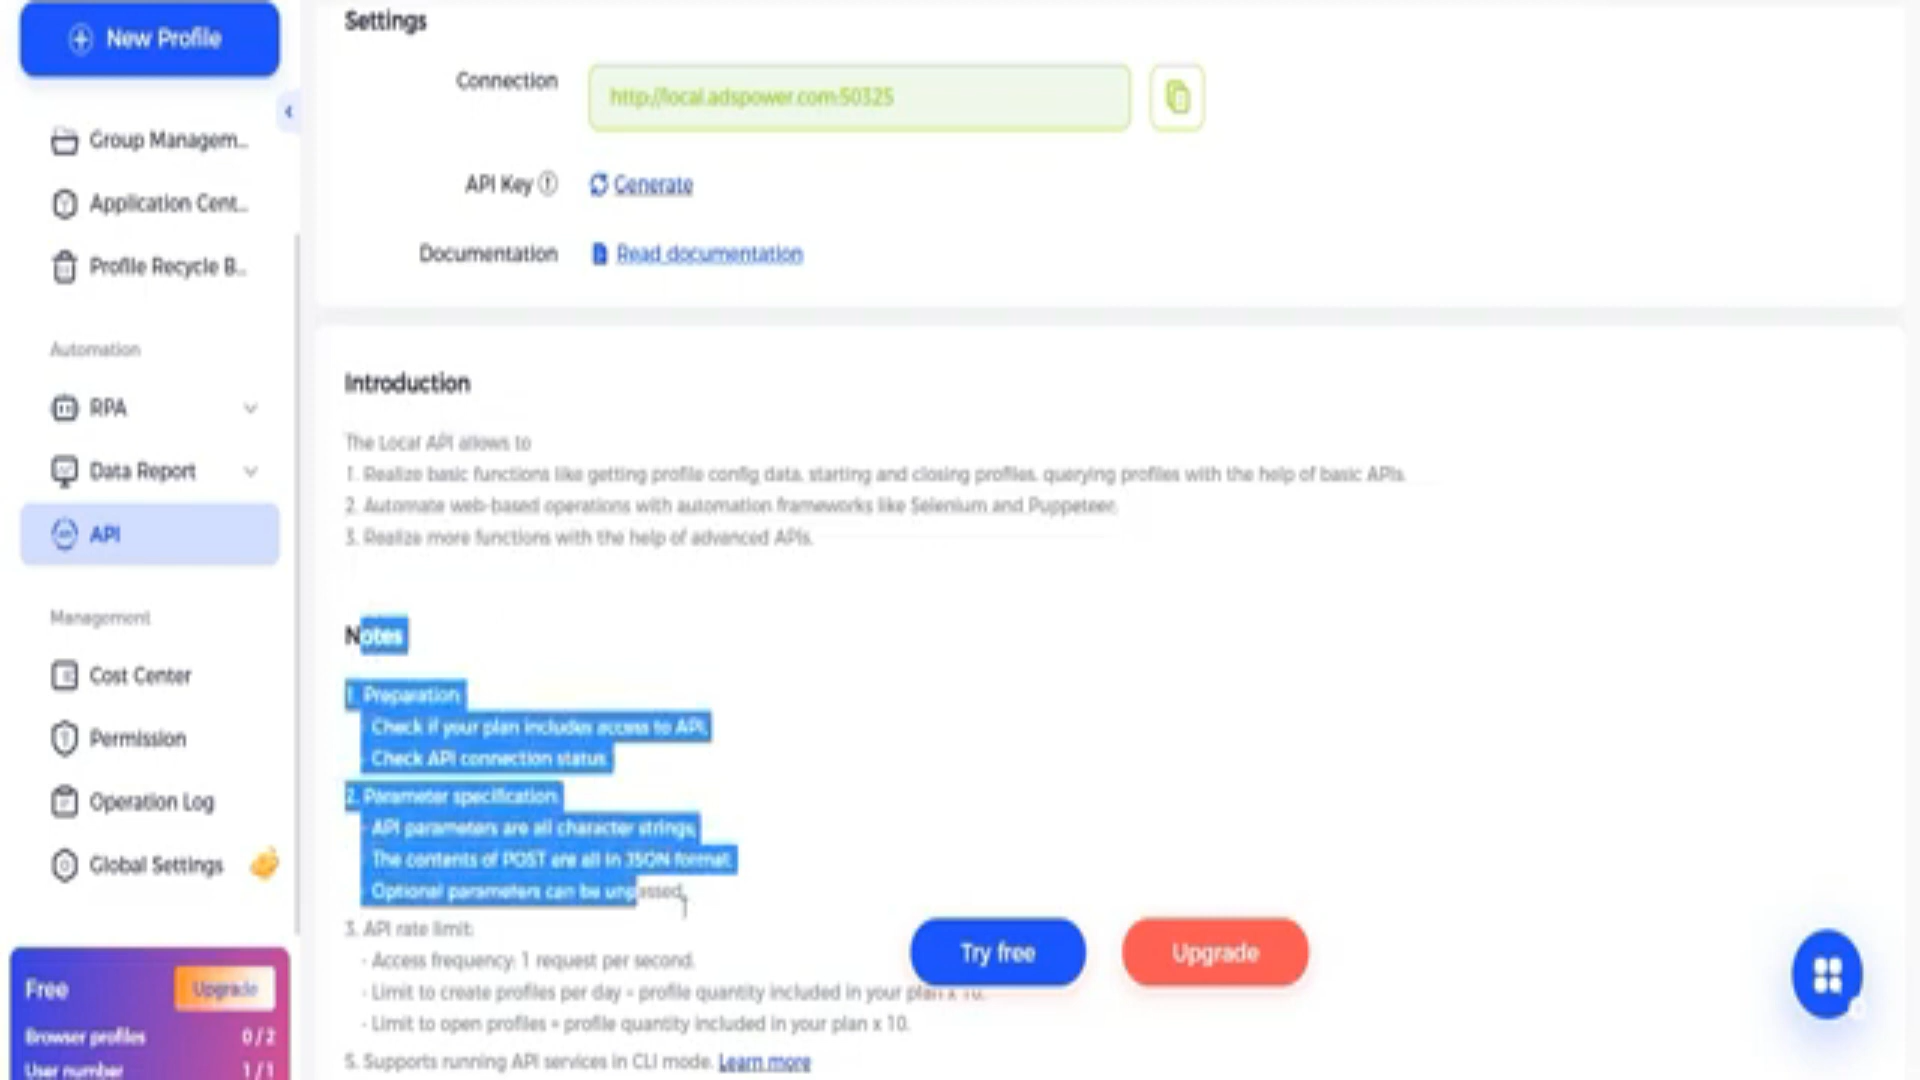 New Profile
Group Managem...
Application Cent...
Profile Recycle B...
Automation
RPA
Data Report
API
Management
Cost Center
Permission
Operation Log
Global Settings
Free
Upgrade
Browser profiles 0 / 2
User number 1 / 1
Settings
Connection http://local.adspower.com:50325
API Key Generate
Documentation Read documentation
Introduction
The Local API allows to
1. Realize basic functions like getting profile config data, starting and closing profiles, querying profiles with the help of basic APIs.
2. Automate web-based operations with automation frameworks like Selenium and Puppeteer.
3. Realize more functions with the help of advanced APIs.
Notes
1. Preparation
- Check if your plan includes access to API.
- Check API connection status
2. Parameter specification
- API parameters are all character strings;
- The contents of POST are all in JSON format.
- Optional parameters can be unpassed.
3. API rate limit:
- Access frequency: 1 request per second.
- Limit to create profiles per day = profile quantity included in your plan x 10.
- Limit to open profiles = profile quantity included in your plan x 10.
5. Supports running API services in CLI mode. Learn more
Try free
Upgrade